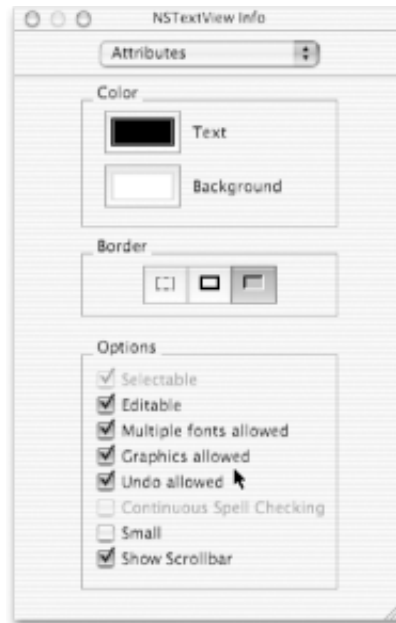 NSTextView Info
Attributes
Color
Text
Background
Border
Options
Selectable
Editable
Multiple fonts allowed
Graphics allowed
Undo allowed
Continuous Spell Checking
Small
Show Scrollbar